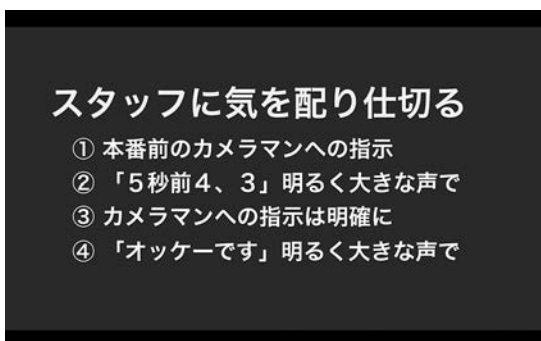 スタッフに気を配り仕切る
① 本番前のカメラマンへの指示
② 「５秒前４、３」明るく大きな声で
③ カメラマンへの指示は明確に
④ 「オッケーです」明るく大きな声で